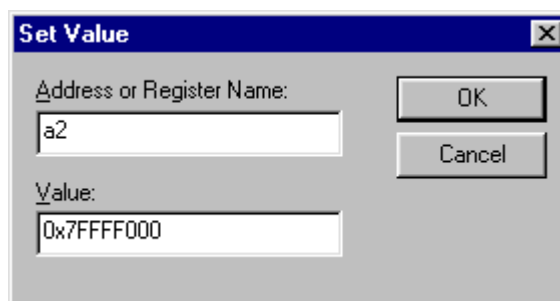 Set Value
Address or Register Name:
a2
OK
Cancel
Value:
0x7FFFF000